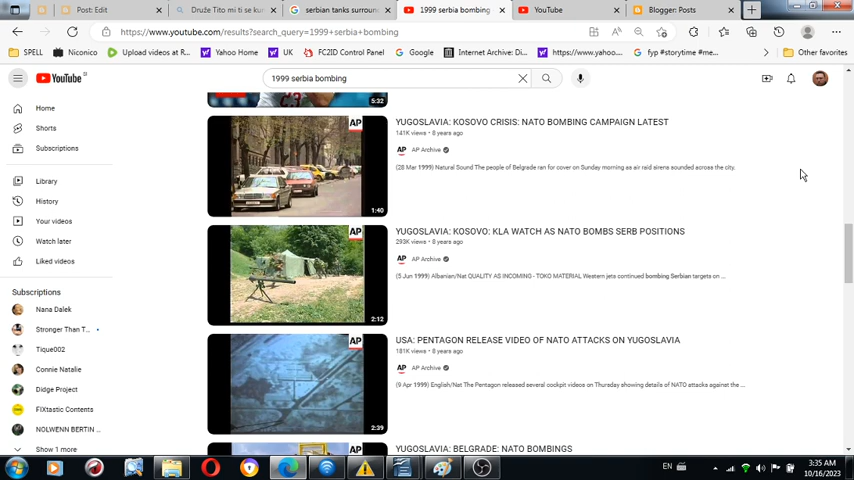 Post: Edit
Druže Tito mi ti se ku
serbian tanks surroun
1999 serbia bombing
YouTube
Blogger: Posts
https://www.youtube.com/results?search_query=1999+serbia+bombing
SPELL
Niconico
Upload videos at R...
Yahoo Home
UK
FC2ID Control Panel
Google
Internet Archive: Di...
https://www.yahoo....
fyp #storytime #me...
Other favorites
YouTube
1999 serbia bombing
Home
Shorts
Subscriptions
Library
History
Your videos
Watch later
Liked videos
Subscriptions
Nana Dalek
Stronger Than T...
Tique002
Connie Natalie
Didge Project
FIXtastic Contents
NOLWENN BERTIN ...
Show 1 more
5:32
AP
1:40
YUGOSLAVIA: KOSOVO CRISIS: NATO BOMBING CAMPAIGN LATEST
141K views • 8 years ago
AP AP Archive
(28 Mar 1999) Natural Sound The people of Belgrade ran for cover on Sunday morning as air raid sirens sounded across the city.
AP
2:12
YUGOSLAVIA: KOSOVO: KLA WATCH AS NATO BOMBS SERB POSITIONS
293K views • 8 years ago
AP AP Archive
(5 Jun 1999) Albanian/Nat QUALITY AS INCOMING - TOKO MATERIAL Western jets continued bombing Serbian targets on ...
AP
2:39
USA: PENTAGON RELEASE VIDEO OF NATO ATTACKS ON YUGOSLAVIA
181K views • 8 years ago
AP AP Archive
(9 Apr 1999) English/Nat The Pentagon released several cockpit videos on Thursday showing details of NATO attacks against the ...
AP
YUGOSLAVIA: BELGRADE: NATO BOMBINGS
EN
3:35 AM
10/16/2023